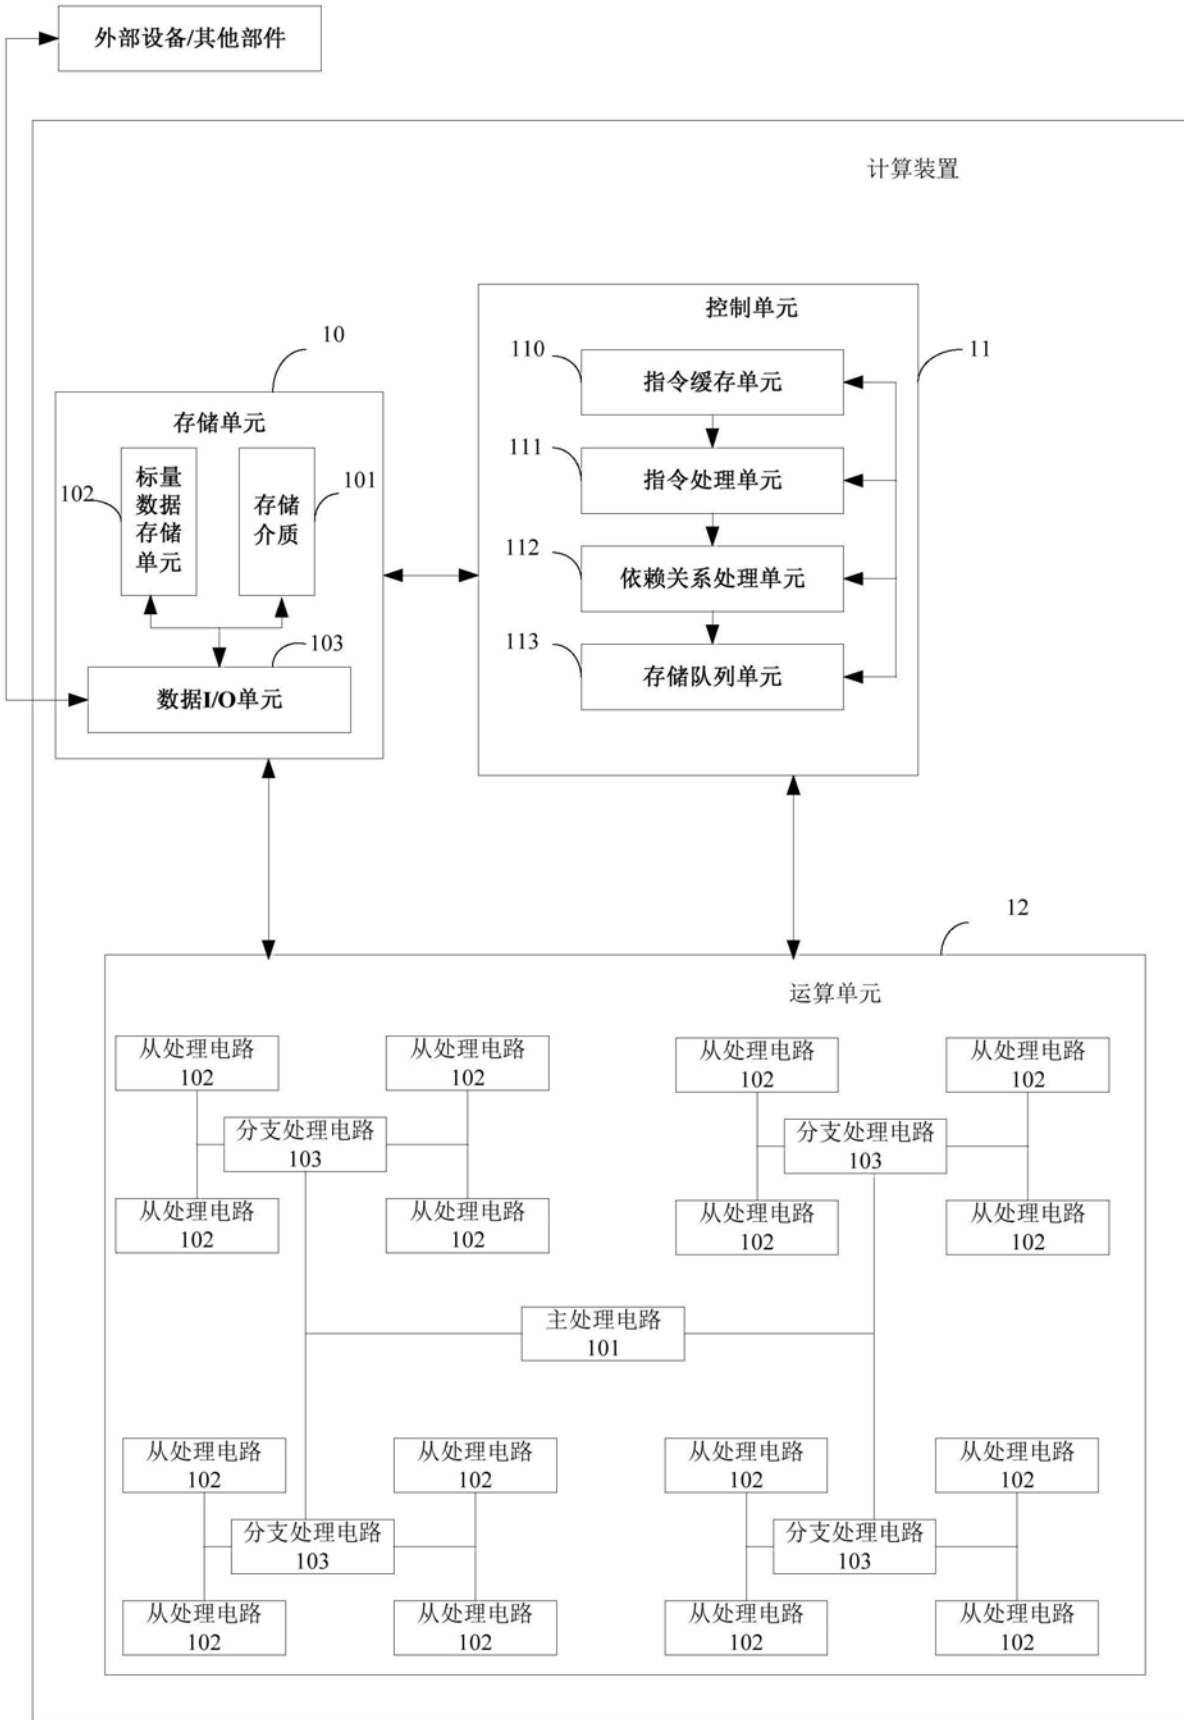 外部设备/其他部件
计算装置
10
存储单元
102
标量
数据
存储
单元
101
存储
介质
103
数据I/O单元
控制单元
11
110
指令缓存单元
111
指令处理单元
112
依赖关系处理单元
113
存储队列单元
12
运算单元
从处理电路
102
从处理电路
102
从处理电路
102
从处理电路
102
分支处理电路
103
分支处理电路
103
从处理电路
102
从处理电路
102
从处理电路
102
从处理电路
102
主处理电路
101
从处理电路
102
从处理电路
102
从处理电路
102
从处理电路
102
分支处理电路
103
分支处理电路
103
从处理电路
102
从处理电路
102
从处理电路
102
从处理电路
102